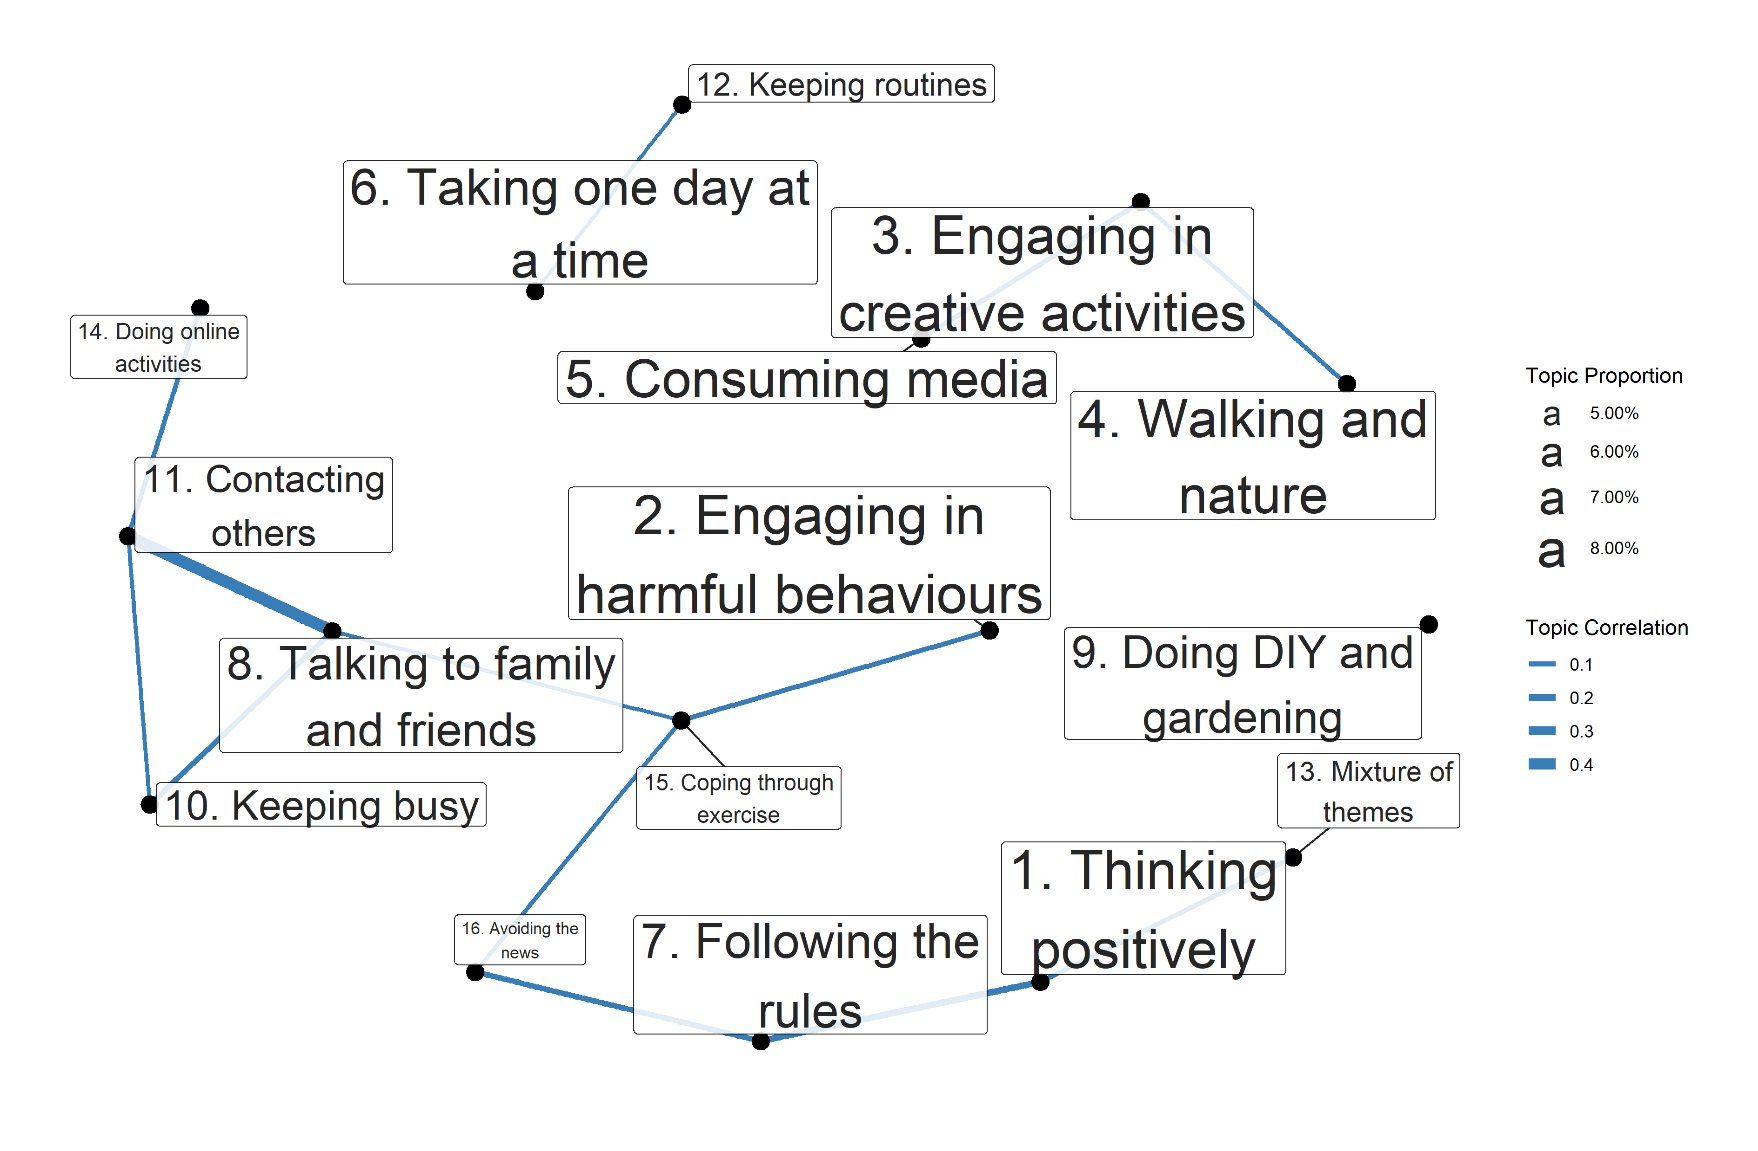 12. Keeping routines
6. Taking one day at
a time
3. Engaging in
creative activities
14. Doing online
activities
5. Consuming media
4. Walking and
nature
11. Contacting
others
2. Engaging in
harmful behaviours
8. Talking to family
and friends
9. Doing DIY and
gardening
15. Coping through
exercise
10. Keeping busy
13. Mixture of
themes
1. Thinking
positively
16. Avoiding the
news
7. Following the
rules
Topic Proportion
a 5.00%
a 6.00%
a 7.00%
a 8.00%
Topic Correlation
0.1
0.2
0.3
0.4